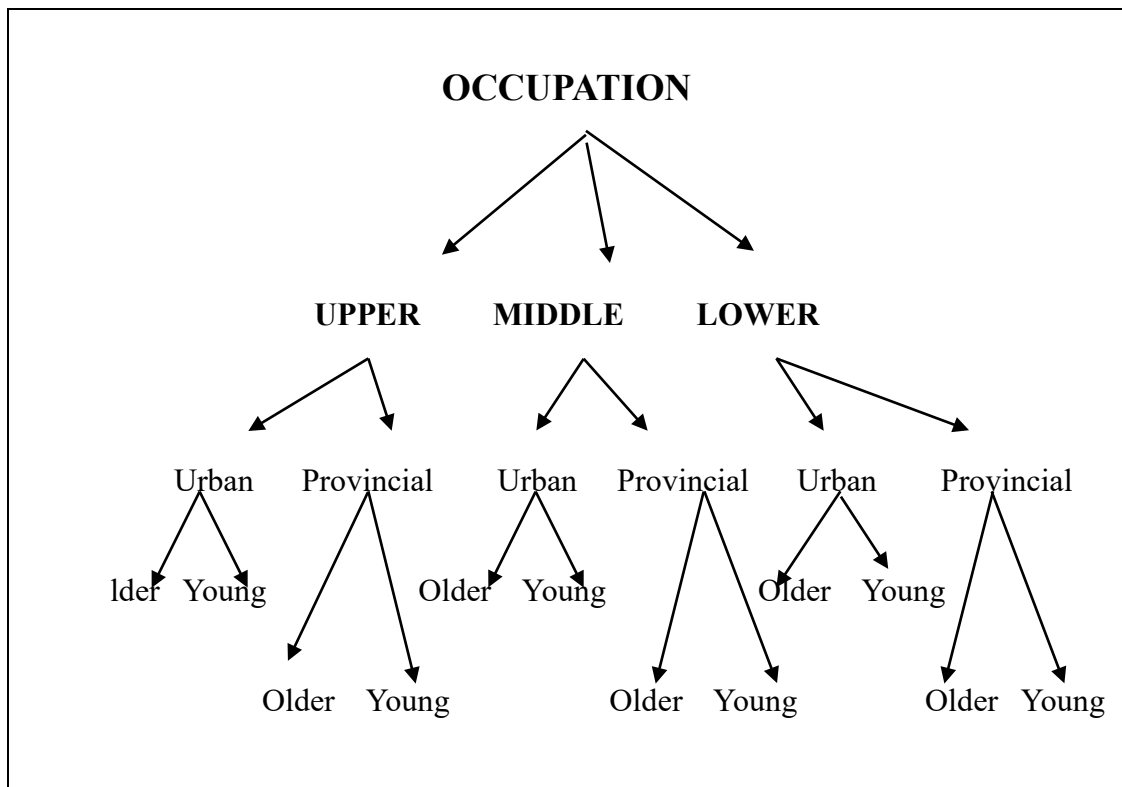 OCCUPATION
UPPER MIDDLE LOWER
Urban Provincial Urban Provincial Urban Provincial
lder Young Older Young Older Young
Older Young Older Young Older Young